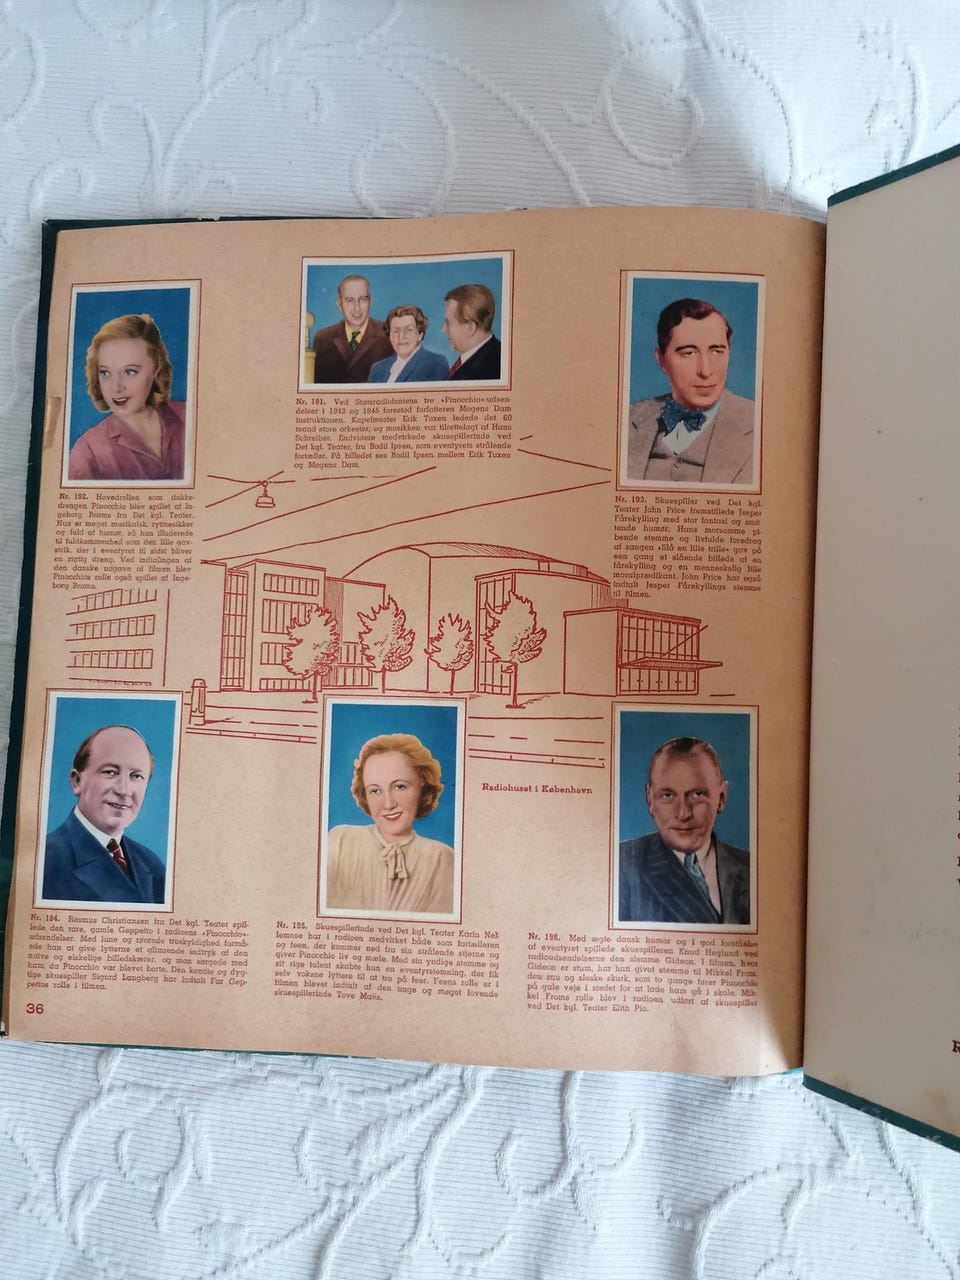 Nr. 191. Ved Statsradiofoniens tre »Pinocchio«-udsen-
delser i 1942 og 1945 forestod forfatteren Mogens Dam
instruktionen. Kapelmester Erik Tuxen ledede det 60
mand store orkester, og musikken var tilrettelagt af Hans
Schreiber. Endvidere medvirkede skuespillerinde ved
Det kgl. Teater, fru Bodil Ipsen, som eventyrets strålende
fortæller. På billedet ses Bodil Ipsen mellem Erik Tuxen
og Mogens Dam.
Nr. 192. Hovedrollen som dukke-
drengen Pinocchio blev spillet af In-
geborg Brams fra Det kgl. Teater.
Hun er meget musikalsk, rytmesikker
og fuld af humør, så hun illuderede
til fuldkommenhed som den lille gav-
strik, der i eventyret til sidst bliver
en rigtig dreng. Ved indtalingen af
den danske udgave af filmen blev
Pinocchios rolle også spillet af Inge-
borg Brams.
Nr. 193. Skuespiller ved Det kgl.
Teater John Price fremstillede Jesper
Fårekylling med stor fantasi og smit-
tende humør. Hans morsomme pi-
bende stemme og livfulde foredrag
af sangen »Slå en lille trille« gav på
een gang et slående billede af en
fårekylling og en menneskelig lille
moralprædikant. John Price har også
indtalt Jesper Fårekyllings stemme
til filmen.
Radiohuset i København
Nr. 194. Rasmus Christiansen fra Det kgl. Teater spil-
lede den rare, gamle Geppetto i radioens »Pinocchio«-
udsendelser. Med lune og rørende troskyldighed formå-
ede han at give lytterne et glimrende indtryk af den
naive og elskelige billedskærer, og man sørgede med
ham, da Pinocchio var blevet borte. Den kendte og dyg-
tige skuespiller Sigurd Langberg har indtalt Far Gep-
pettos rolle i filmen.
Nr. 195. Skuespillerinde ved Det kgl. Teater Karin Nel-
lemose har i radioen medvirket både som fortælleren
og feen, der kommer ned fra sin strålende stjerne og
giver Pinocchio liv og mæle. Med sin yndige stemme og
sit rige talent skabte hun en eventyrstemning, der fik
selv voksne lyttere til at tro på feer. Feens rolle er i
filmen blevet indtalt af den unge og meget lovende
skuespillerinde Tove Maës.
Nr. 196. Med ægte dansk humor og i god forståelse
af eventyret spillede skuespilleren Knud Heglund ved
radioudsendelserne den slemme Gideon. I filmen, hvor
Gideon er stum, har han givet stemme til Mikkel From,
den snu og sleske skurk, som to gange fører Pinocchio
på gale veje i stedet for at lade ham gå i skole. Mik-
kel Froms rolle blev i radioen udført af skuespiller
ved Det kgl. Teater Elith Pio.
36